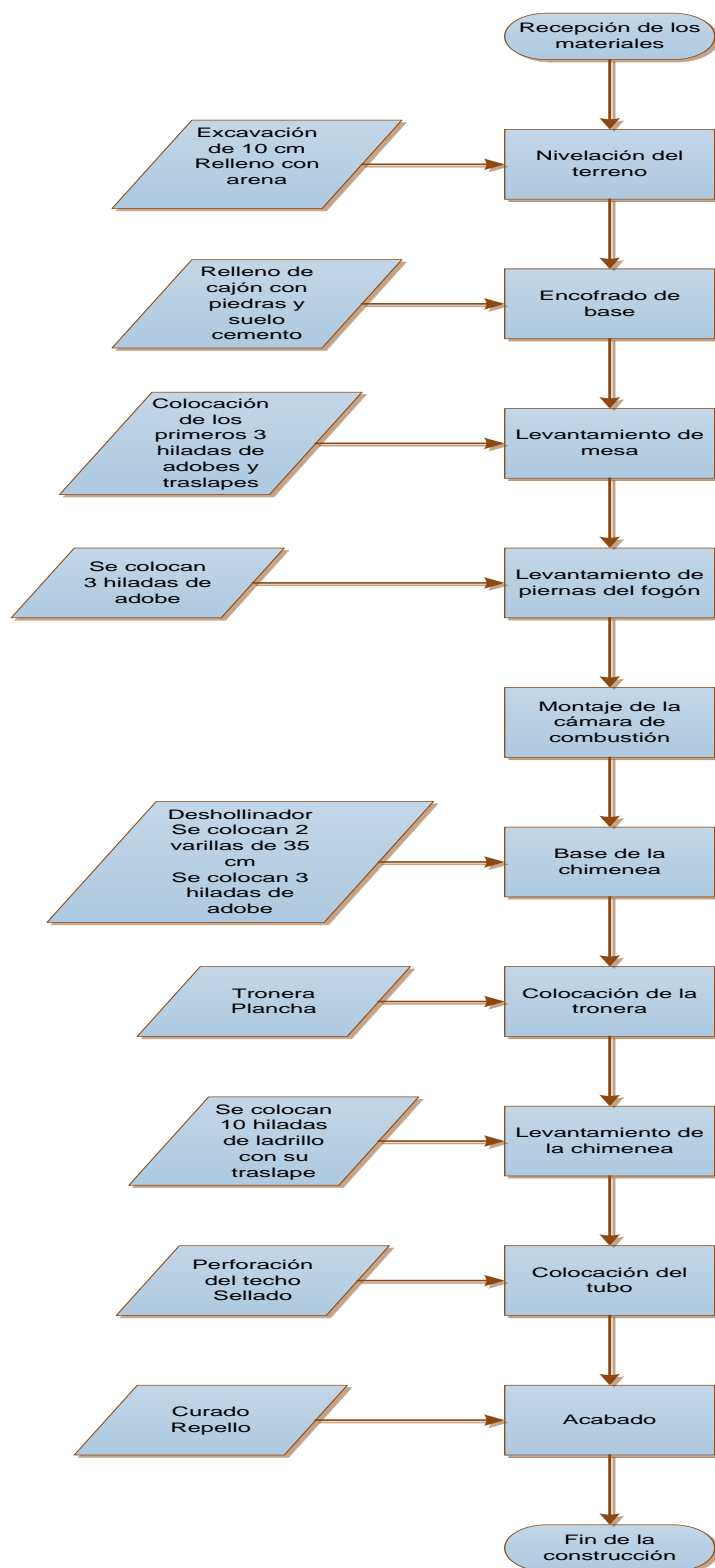 Recepción de los
materiales
Excavación
de 10 cm
Relleno con
arena
Nivelación del
terreno
Relleno de
cajón con
piedras y
suelo
cemento
Encofrado de
base
Colocación
de los
primeros 3
hiladas de
adobes y
traslapes
Levantamiento de
mesa
Se colocan
3 hiladas de
adobe
Levantamiento de
piernas del fogón
Montaje de la
cámara de
combustión
Deshollinador
Se colocan 2
varillas de 35
cm
Se colocan 3
hiladas de
adobe
Base de la
chimenea
Tronera
Plancha
Colocación de la
tronera
Se colocan
10 hiladas
de ladrillo
con su
traslape
Levantamiento de
la chimenea
Perforación
del techo
Sellado
Colocación del
tubo
Curado
Repello
Acabado
Fin de la
construcción